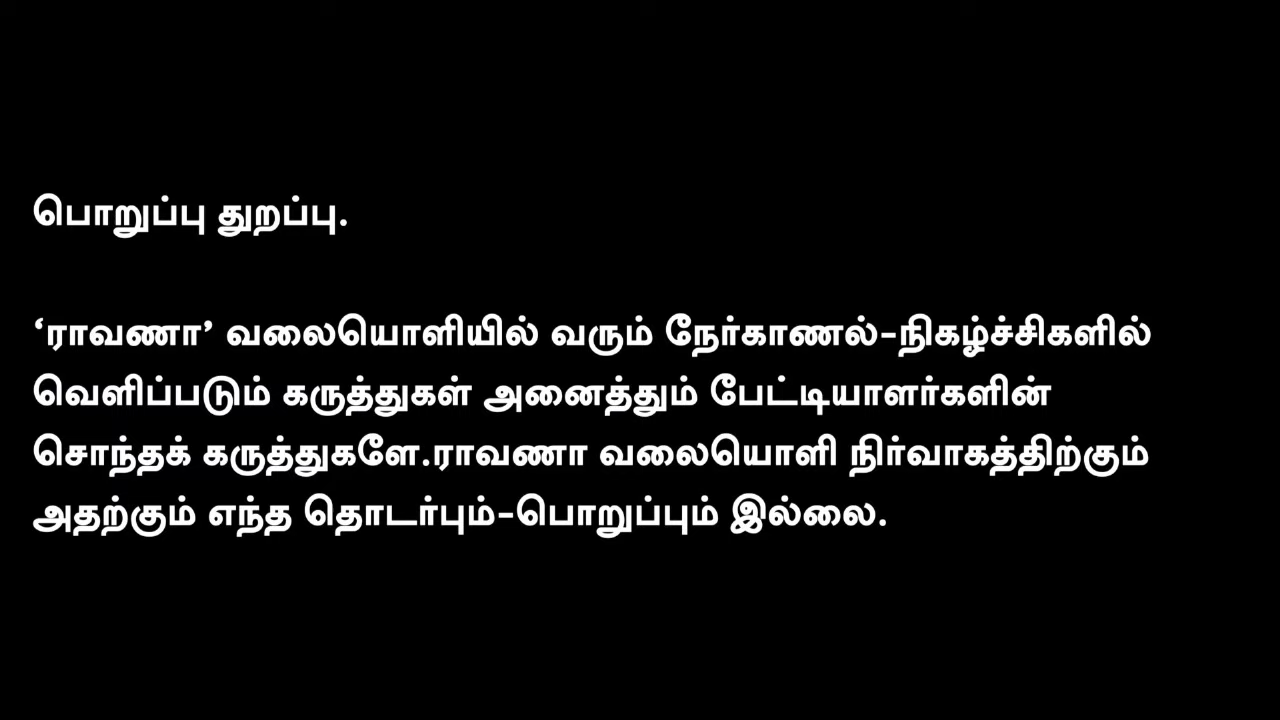 பொறுப்பு துறப்பு.
‘ராவணா’ வலையொளியில் வரும் நேர்காணல்-நிகழ்ச்சிகளில்
வெளிப்படும் கருத்துகள் அனைத்தும் பேட்டியாளர்களின்
சொந்தக் கருத்துகளே.ராவணா வலையொளி நிர்வாகத்திற்கும்
அதற்கும் எந்த தொடர்பும்-பொறுப்பும் இல்லை.